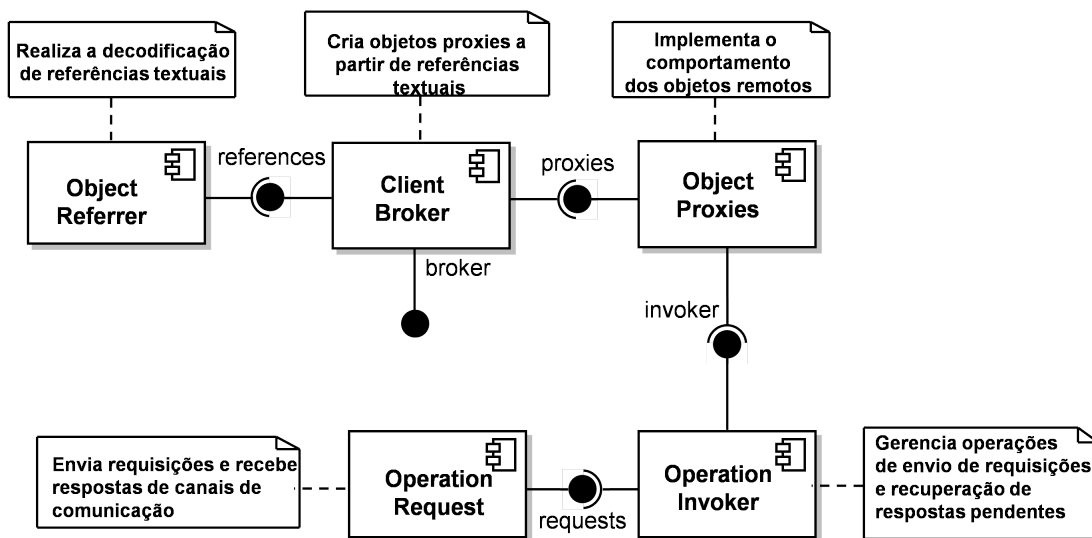 Realiza a decodificação
de referências textuais
Cria objetos proxies a
partir de referências
textuais
Implementa o
comportamento
dos objetos remotos
Object
Referrer
references
Client
Broker
proxies
Object
Proxies
broker
invoker
Envia requisições e recebe
respostas de canais de
comunicação
Operation
Request
requests
Operation
Invoker
Gerencia operações
de envio de requisições
e recuperação de
respostas pendentes